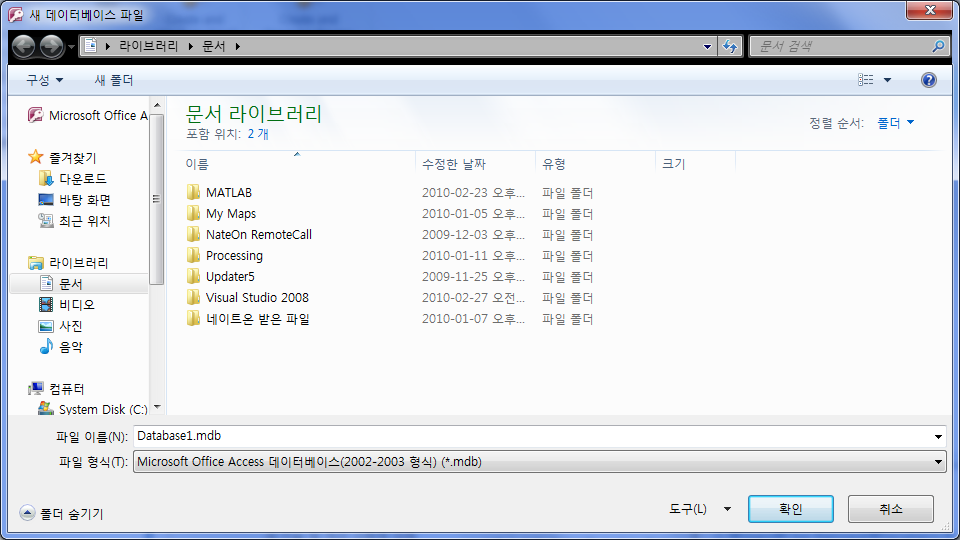 새 데이터베이스 파일
라이브러리 문서
문서 검색
구성 새 폴더
Microsoft Office A
즐겨찾기
다운로드
바탕 화면
최근 위치
라이브러리
문서
비디오
사진
음악
컴퓨터
System Disk (C:)
문서 라이브러리
포함 위치: 2 개
정렬 순서: 폴더
이름 수정한 날짜 유형 크기
MATLAB 2010-02-23 오후... 파일 폴더
My Maps 2010-01-05 오후... 파일 폴더
NateOn RemoteCall 2009-12-03 오후... 파일 폴더
Processing 2010-01-11 오후... 파일 폴더
Updater5 2009-11-25 오후... 파일 폴더
Visual Studio 2008 2010-02-27 오전... 파일 폴더
네이트온 받은 파일 2010-01-07 오후... 파일 폴더
파일 이름(N): Database1.mdb
파일 형식(T): Microsoft Office Access 데이터베이스(2002-2003 형식) (*.mdb)
폴더 숨기기
도구(L) 확인 취소